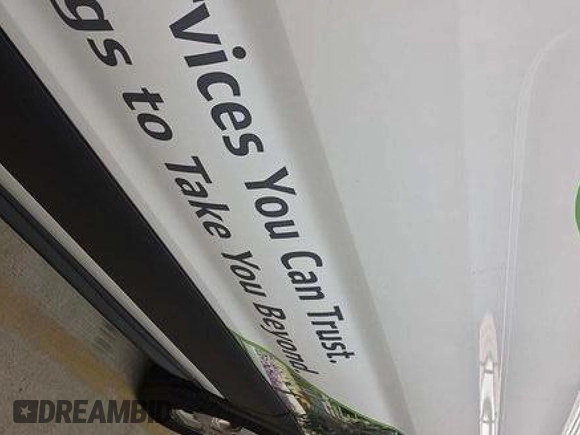 vices You Can Trust.
gs to Take You Beyond
DREAMBID